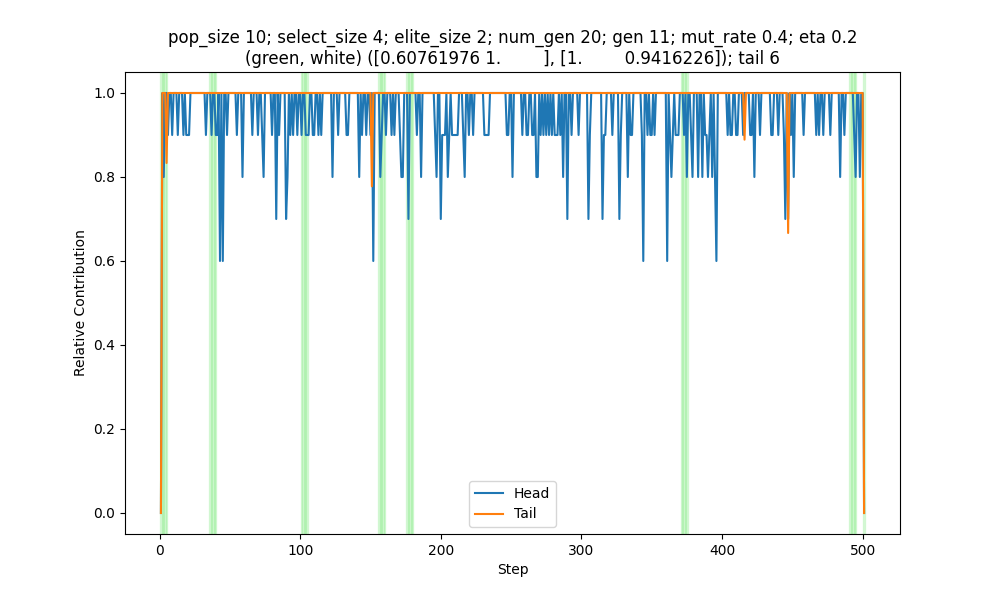 pop_size 10; select_size 4; elite_size 2; num_gen 20; gen 11; mut_rate 0.4; eta 0.2
(green, white) ([0.60761976 1.        ], [1.        0.9416226]); tail 6
1.0
0.8
0.6
0.4
0.2
0.0
Relative Contribution
Head
Tail
0
100
200
300
400
500
Step